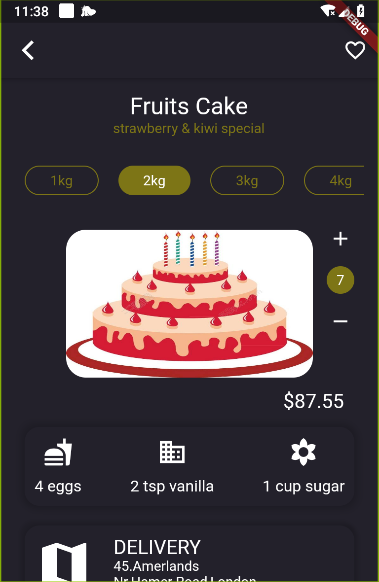 11:38
DEBUG
Fruits Cake
strawberry & kiwi special
1kg 2kg 3kg 4kg
7
$87.55
4 eggs 2 tsp vanilla 1 cup sugar
DELIVERY
45.Amerlands
Nr.Hamer Road London